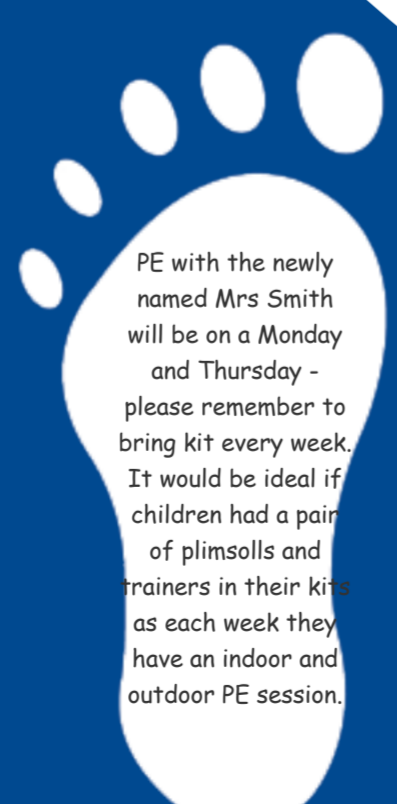 PE with the newly
named Mrs Smith
will be on a Monday
and Thursday -
please remember to
bring kit every week.
It would be ideal if
children had a pair
of plimsolls and
trainers in their kits
as each week they
have an indoor and
outdoor PE session.